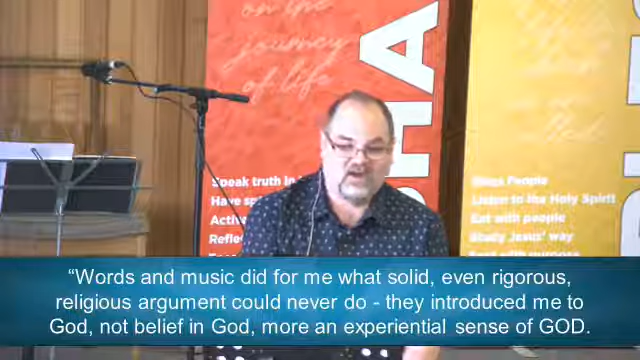 on the
journey
of life
SHA
Speak truth in l
Have sp
Activ
Refle
Bless People
Listen to the Holy Spirit
Eat with people
Study Jesus' way
“Words and music did for me what solid, even rigorous,
religious argument could never do - they introduced me to
God, not belief in God, more an experiential sense of GOD.